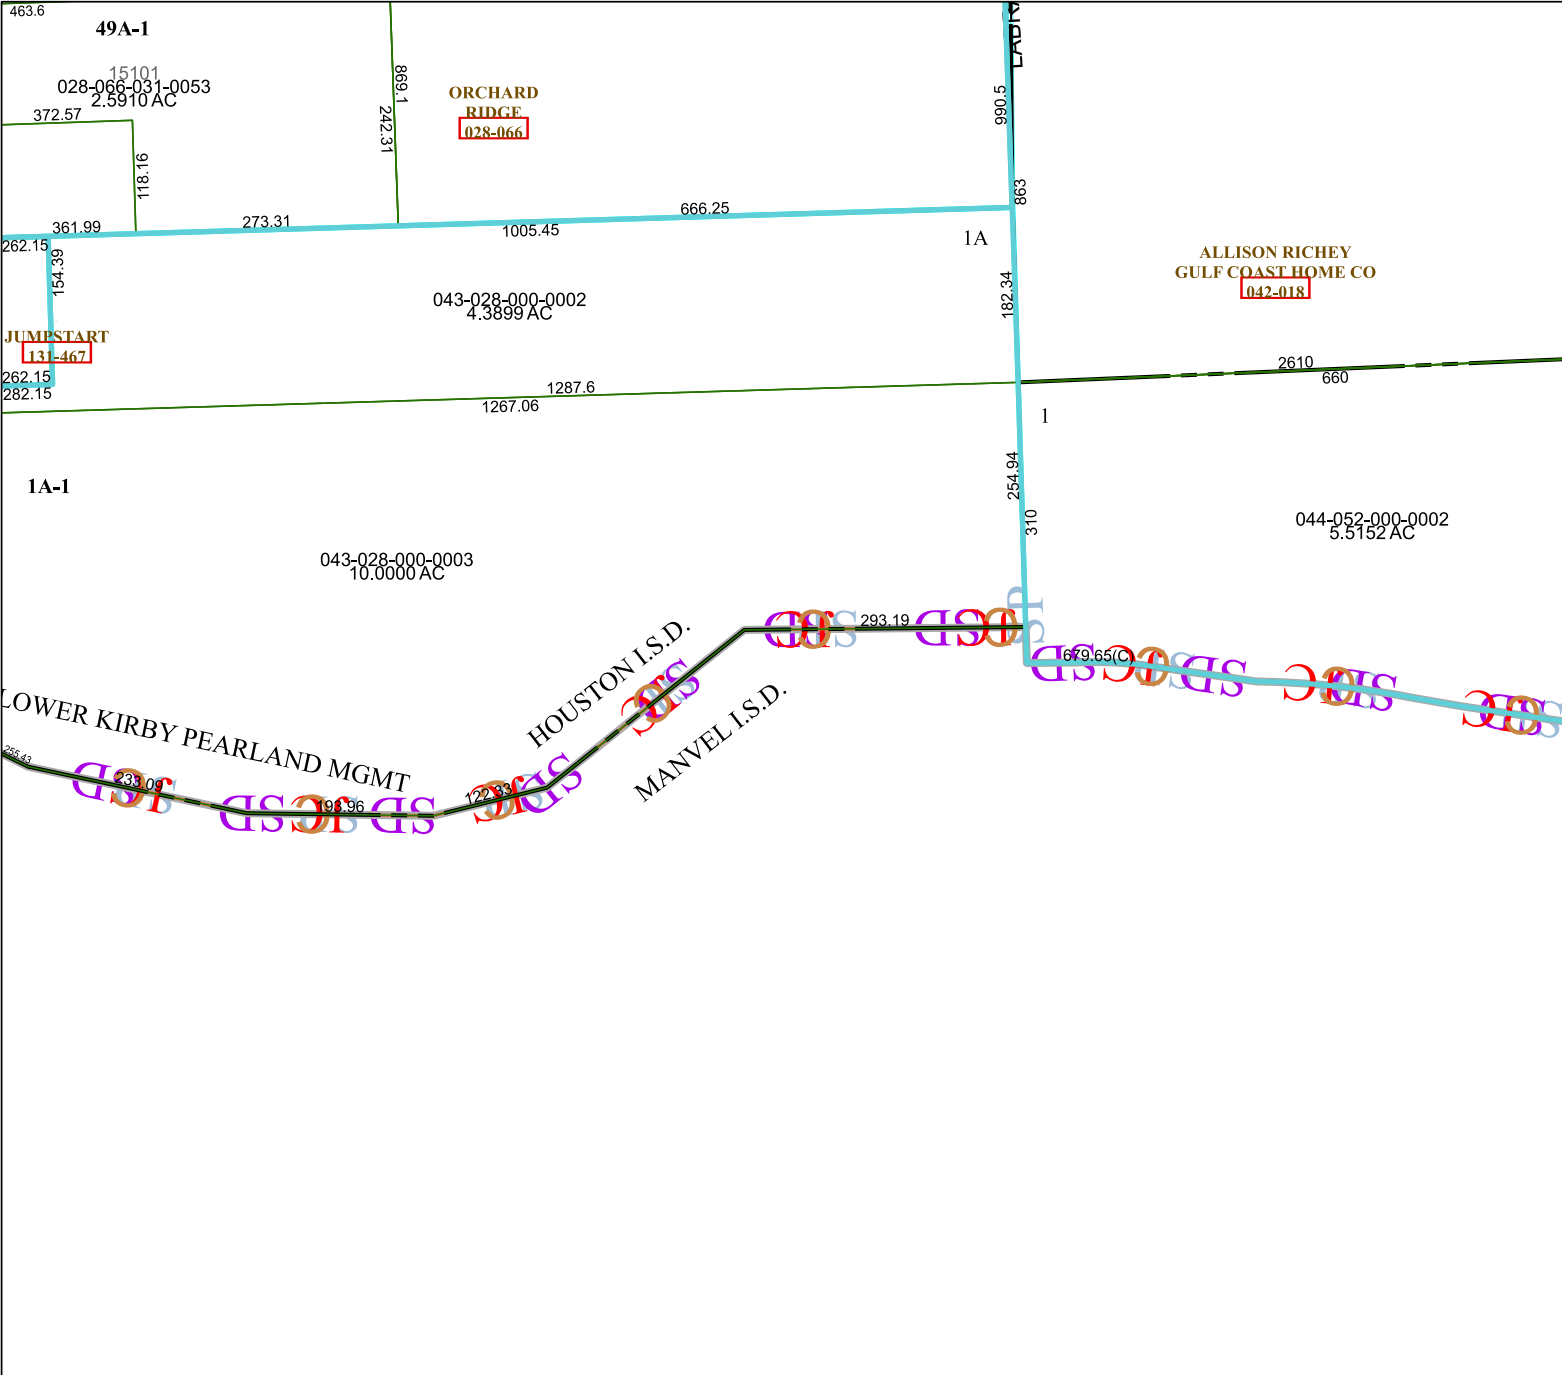 463.6
49A-1
15101
028-066-031-0053
2.5910 AC
372.57
118.16
869.1
242.31
ORCHARD
RIDGE
028-066
990.5
863
361.99
273.31
666.25
1005.45
262.15
154.39
1A
ALLISON RICHEY
GULF COAST HOME CO
042-018
043-028-000-0002
4.3899 AC
182.34
JUMPSTART
131-467
262.15
282.15
1287.6
1267.06
2610
660
1
1A-1
254.94
310
044-052-000-0002
5.5152 AC
043-028-000-0003
10.0000 AC
293.19
679.65(C)
HOUSTON I.S.D.
MANVEL I.S.D.
LOWER KIRBY PEARLAND MGMT
255.43
233.09
193.96
122.33